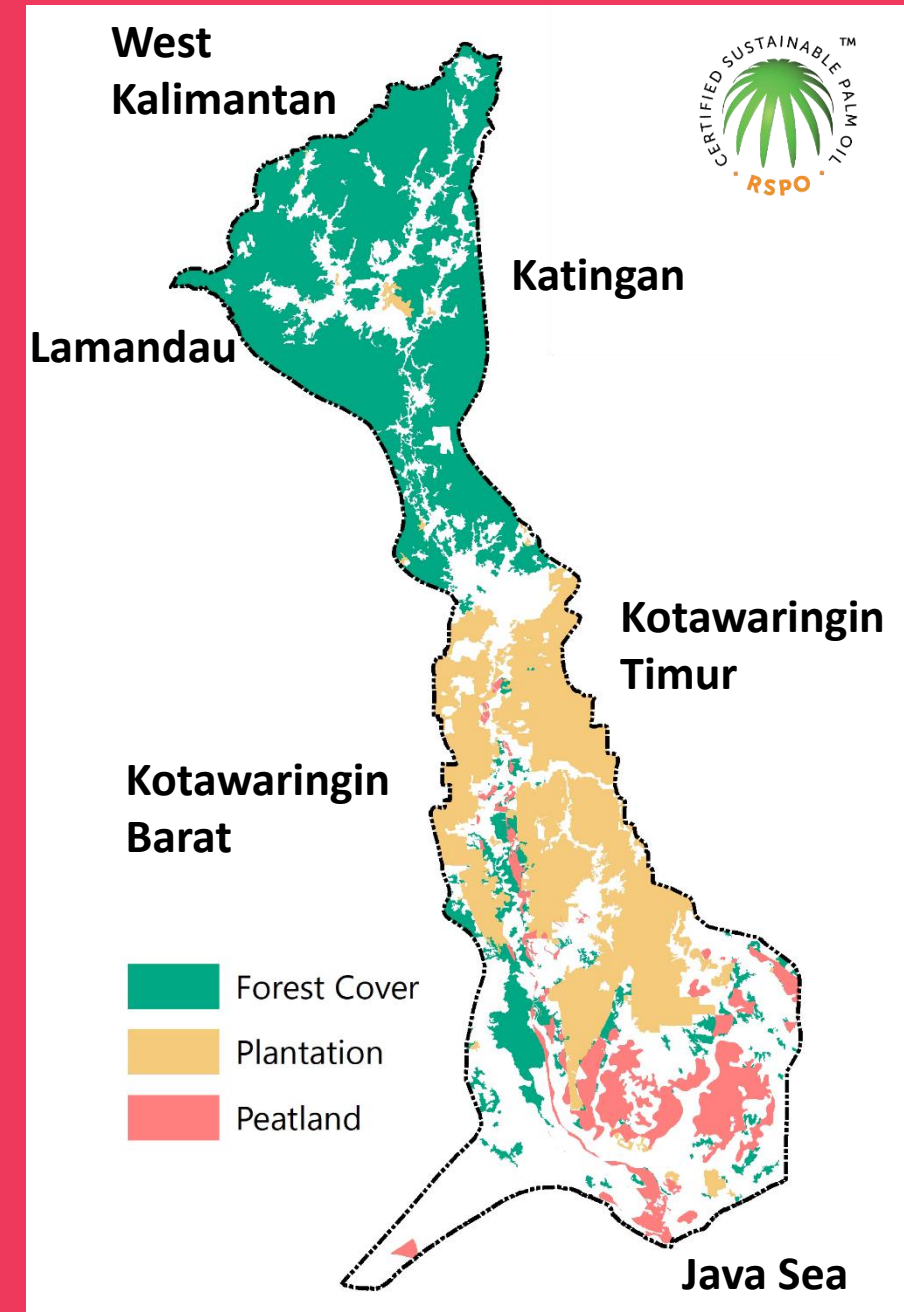 West
Kalimantan
CERTIFIED SUSTAINABLE PALM OIL
TM
· RSPO ·
Katingan
Lamandau
Kotawaringin
Timur
Kotawaringin
Barat
Forest Cover
Plantation
Peatland
Java Sea